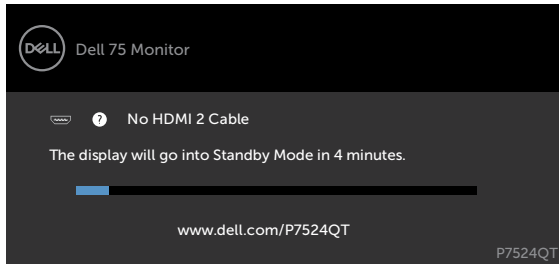 DELL
Dell 75 Monitor
? No HDMI 2 Cable
The display will go into Standby Mode in 4 minutes.
www.dell.com/P7524QT
P7524QT